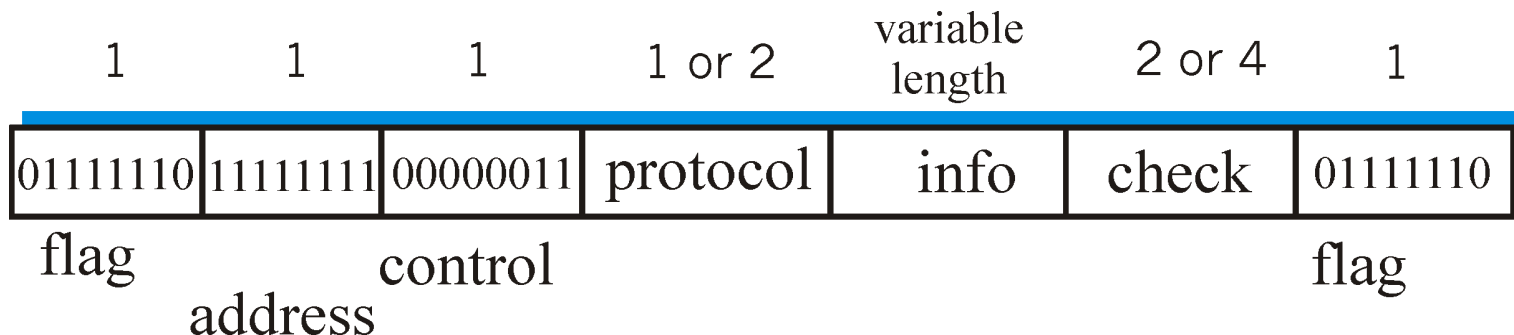 1 1 1 1 or 2 variable length 2 or 4 1
01111110 11111111 00000011 protocol info check 01111110
flag address control flag